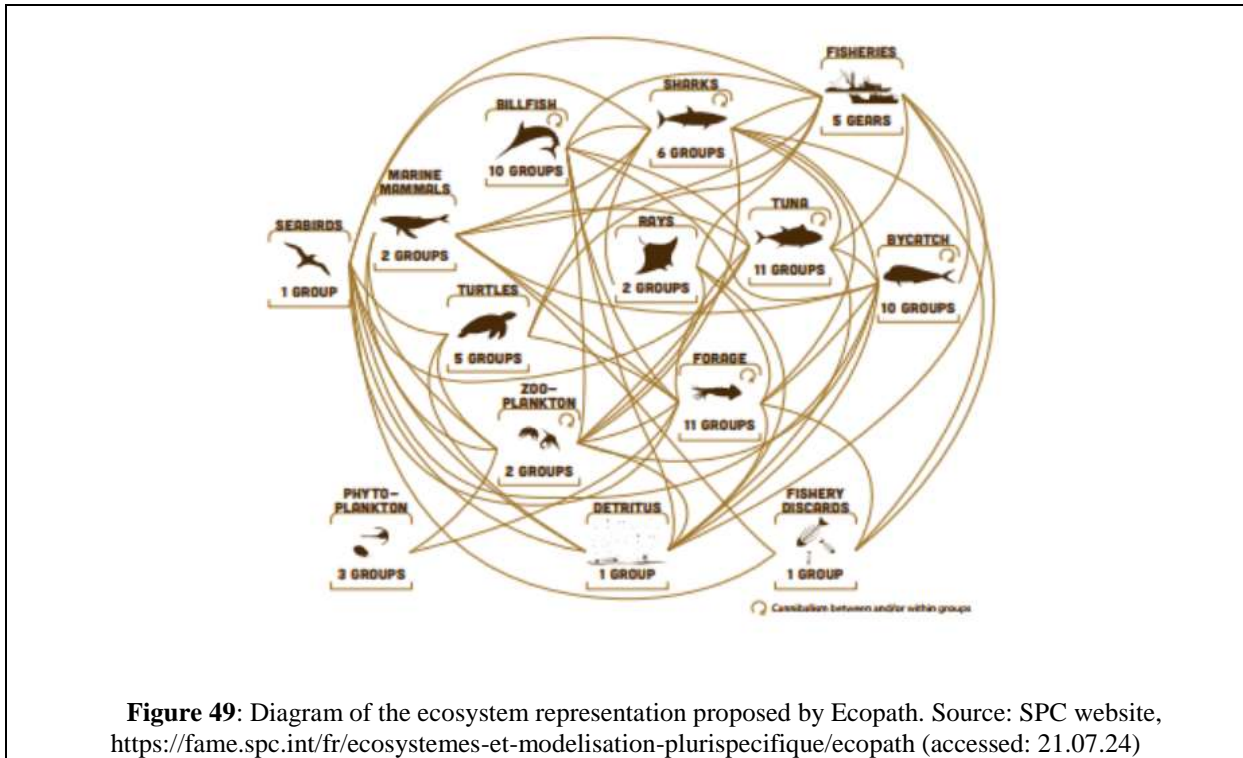 FISHERIES
5 GEARS
SHARKS
6 GROUPS
BILLFISH
10 GROUPS
MARINE
MAMMALS
2 GROUPS
SEABIRDS
1 GROUP
RAYS
2 GROUPS
TUNA
11 GROUPS
BYCATCH
10 GROUPS
TURTLES
5 GROUPS
FORAGE
11 GROUPS
ZOO-
PLANKTON
2 GROUPS
PHYTO-
PLANKTON
3 GROUPS
DETRITUS
1 GROUP
FISHERY
DISCARDS
1 GROUP
Cannibalism between and/or within groups
Figure 49: Diagram of the ecosystem representation proposed by Ecopath. Source: SPC website,
https://fame.spc.int/fr/ecosystemes-et-modelisation-plurispecifique/ecopath (accessed: 21.07.24)